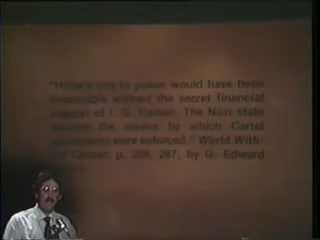 "Hitler's rise to power would have been
impossible without the secret financial
support of I. G. Farben. The Nazi state
became the means by which Cartel
agreements were enforced." World With-
out Cancer, p. 286, 287, by G. Edward